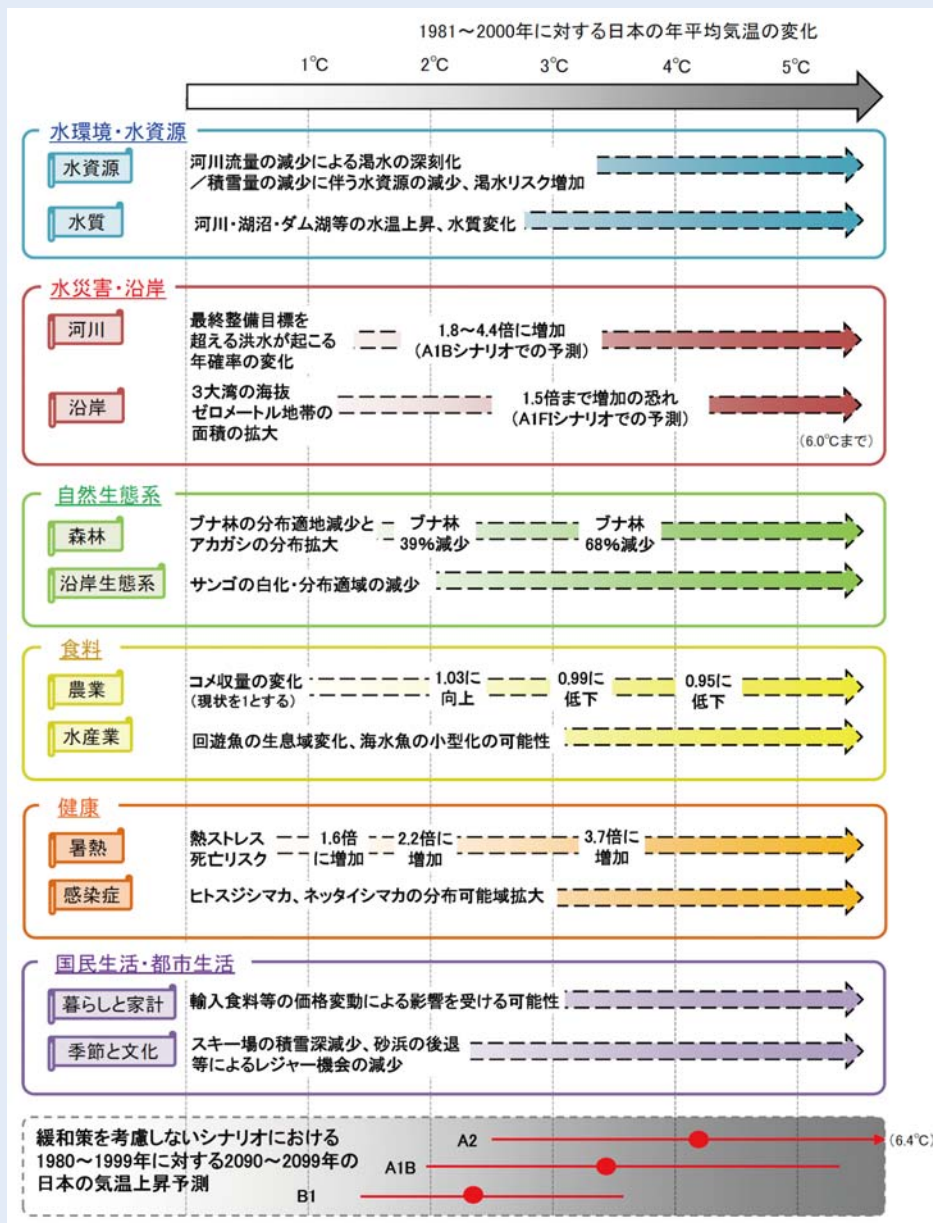 1981～2000年に対する日本の年平均気温の変化
1℃ 2℃ 3℃ 4℃ 5℃
水環境・水資源
水資源
河川流量の減少による渇水の深刻化
／積雪量の減少に伴う水資源の減少、渇水リスク増加
水質
河川・湖沼・ダム湖等の水温上昇、水質変化
水災害・沿岸
河川
最終整備目標を
超える洪水が起こる
年確率の変化
1.8～4.4倍に増加
（A1Bシナリオでの予測）
沿岸
３大湾の海抜
ゼロメートル地帯の
面積の拡大
1.5倍まで増加の恐れ
（A1FIシナリオでの予測）
（6.0℃まで）
自然生態系
森林
ブナ林の分布適地減少と
アカガシの分布拡大
ブナ林
39%減少
ブナ林
68%減少
沿岸生態系
サンゴの白化・分布適域の減少
食料
農業
コメ収量の変化
（現状を1とする）
1.03に
向上
0.99に
低下
0.95に
低下
水産業
回遊魚の生息域変化、海水魚の小型化の可能性
健康
暑熱
熱ストレス
死亡リスク
1.6倍
に増加
2.2倍に
増加
3.7倍に
増加
感染症
ヒトスジシマカ、ネッタイシマカの分布可能域拡大
国民生活・都市生活
暮らしと家計
輸入食料等の価格変動による影響を受ける可能性
季節と文化
スキー場の積雪深減少、砂浜の後退
等によるレジャー機会の減少
緩和策を考慮しないシナリオにおける
1980～1999年に対する2090～2099年の
日本の気温上昇予測
A2
（6.4℃）
A1B
B1